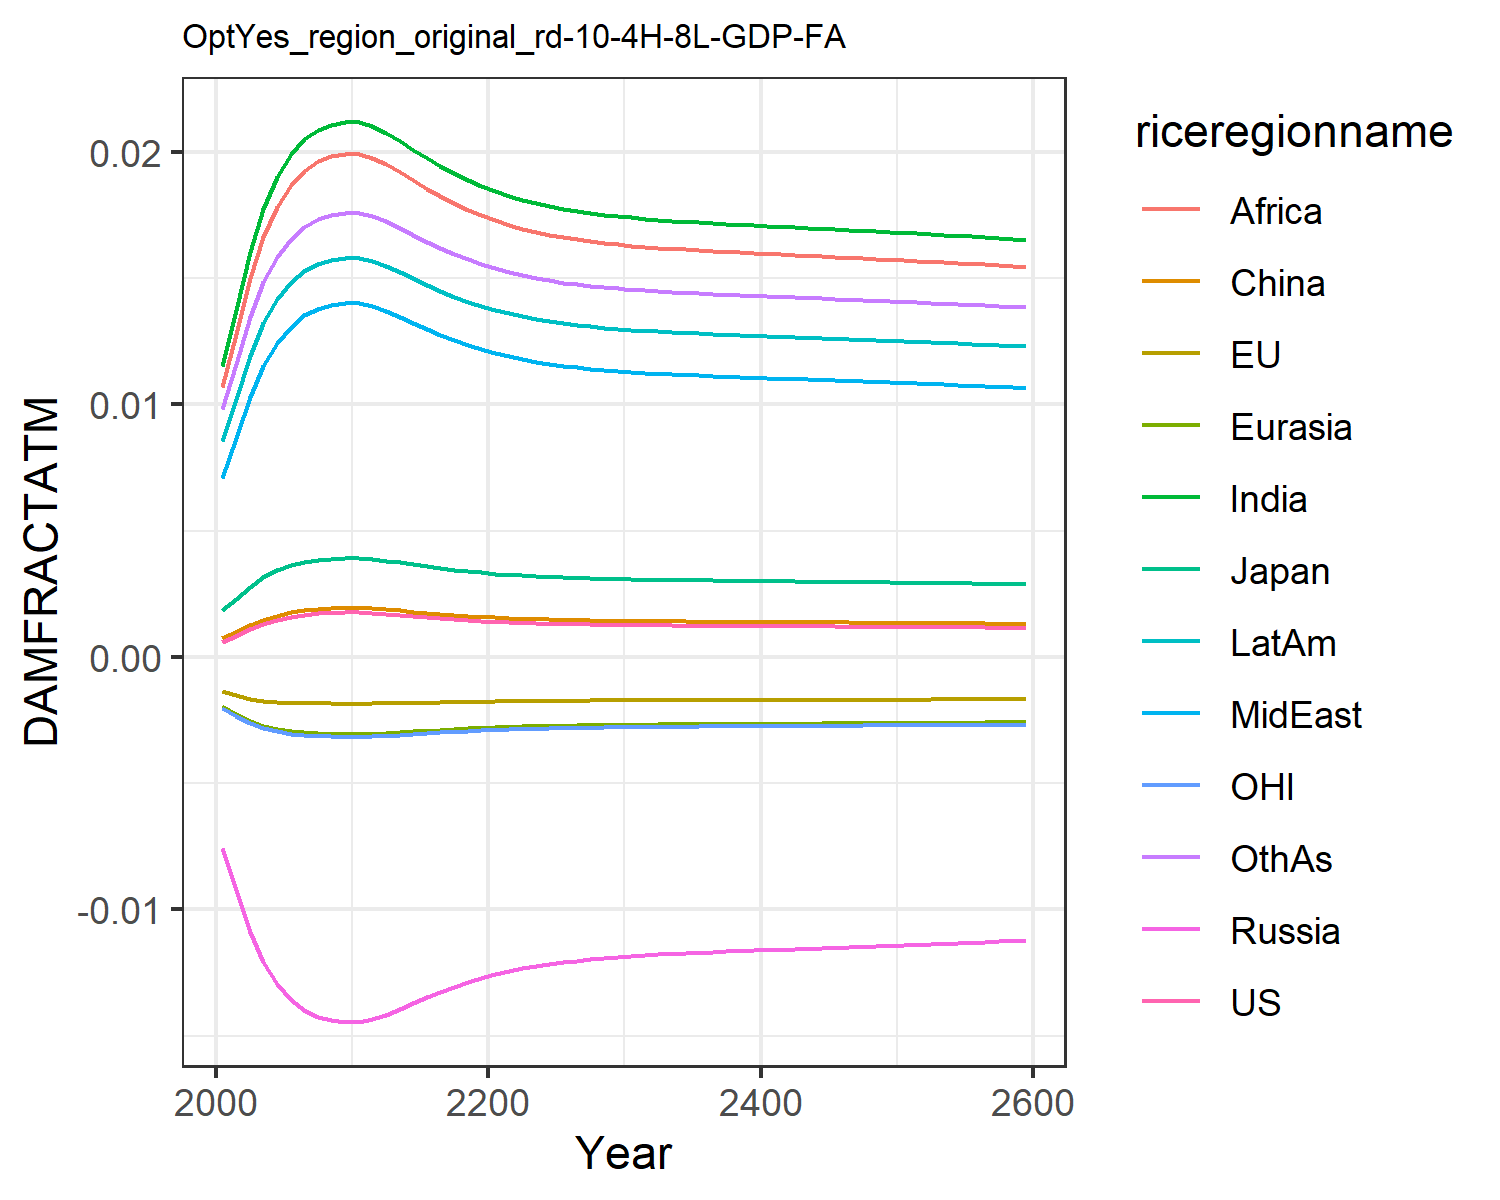 OptYes_region_original_rd-10-4H-8L-GDP-FA
DAMFRACTATM
0.02
0.01
0.00
-0.01
2000 2200 2400 2600
Year
riceregionname
Africa
China
EU
Eurasia
India
Japan
LatAm
MidEast
OHI
OthAs
Russia
US